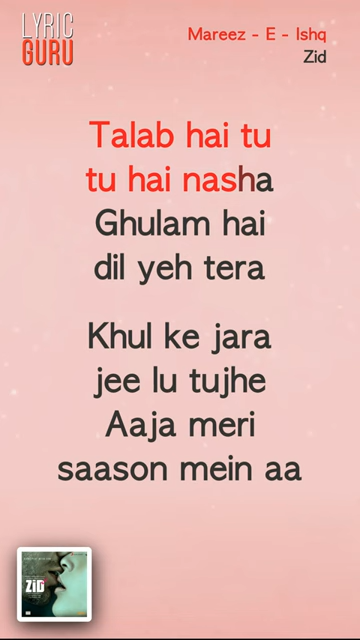 LYRIC
GURU
Mareez - E - Ishq
Zid
Talab hai tu
tu hai nasha
Ghulam hai
dil yeh tera
Khul ke jara
jee lu tujhe
Aaja meri
saason mein aa
ZiD